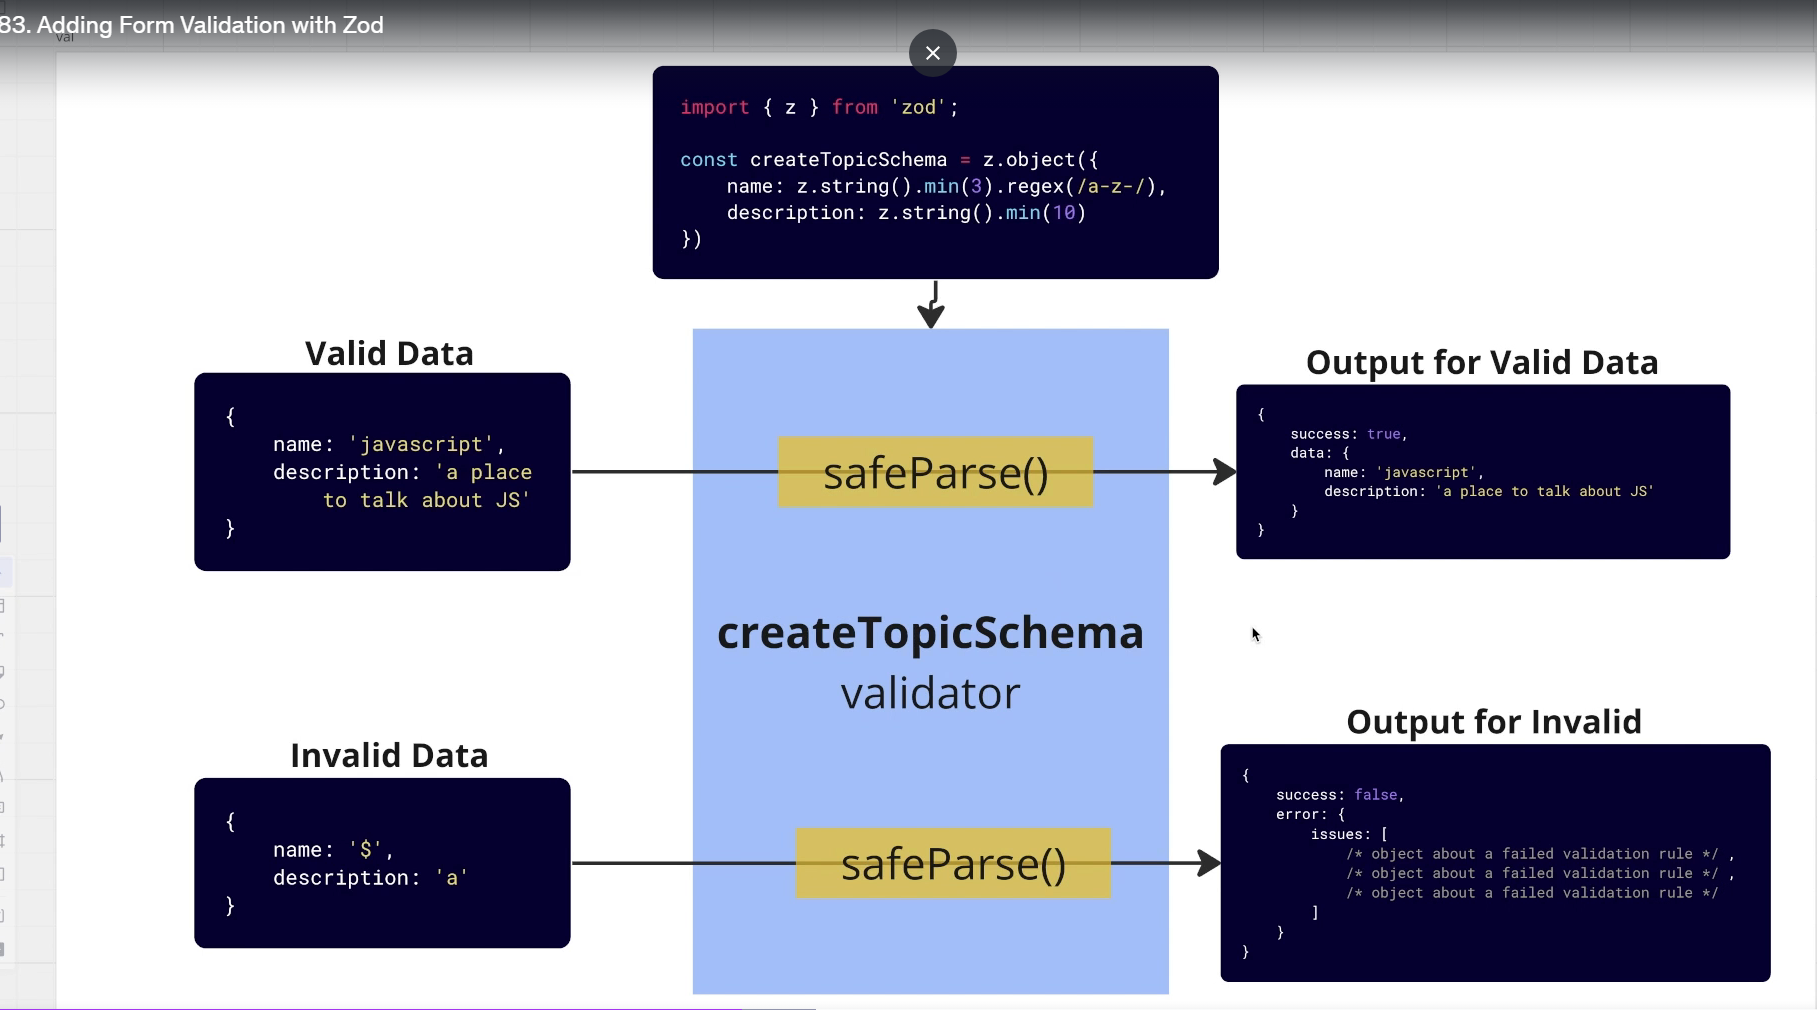 83. Adding Form Validation with Zod
val
import { z } from 'zod';
const createTopicSchema = z.object({
name: z.string().min(3).regex(/a-z-/),
description: z.string().min(10)
})
Valid Data
{
name: 'javascript',
description: 'a place
to talk about JS'
}
safeParse()
Output for Valid Data
{
success: true,
data: {
name: 'javascript',
description: 'a place to talk about JS'
}
}
createTopicSchema
validator
Invalid Data
{
name: '$',
description: 'a'
}
safeParse()
Output for Invalid
{
success: false,
error: {
issues: [
/* object about a failed validation rule */ ,
/* object about a failed validation rule */ ,
/* object about a failed validation rule */
]
}
}